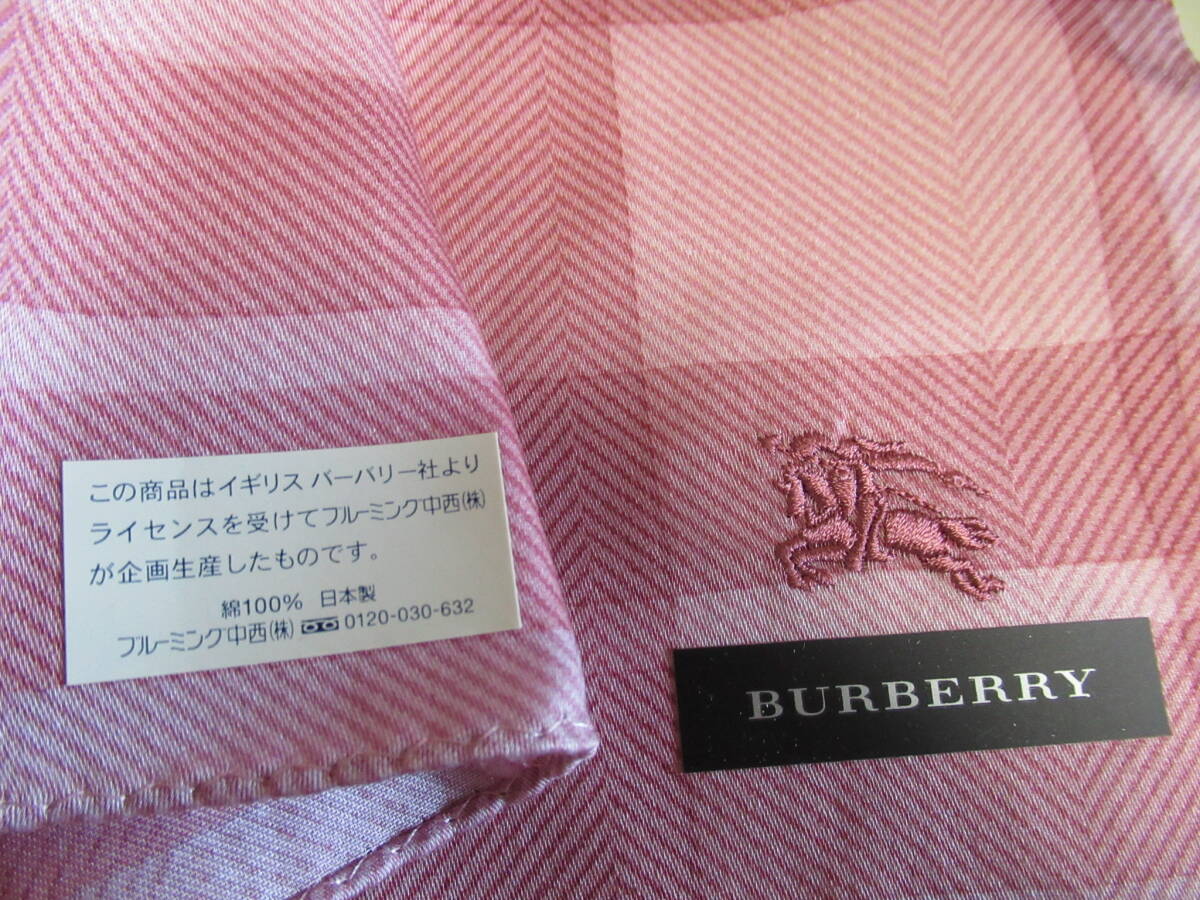 この商品はイギリス バーバリー社より
ライセンスを受けてブルーミング中西(株)
が企画生産したものです。
綿100% 日本製
ブルーミング中西(株) 0120-030-632
BURBERRY